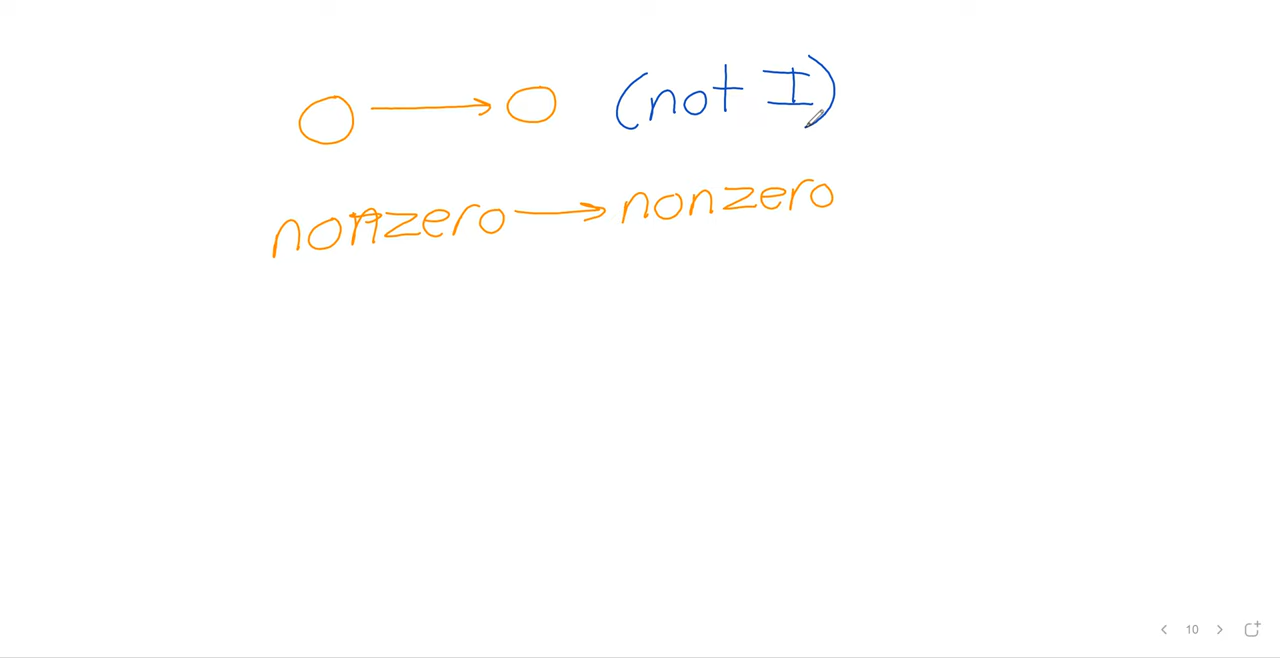 0 → 0 (not I)
nonzero → nonzero
10